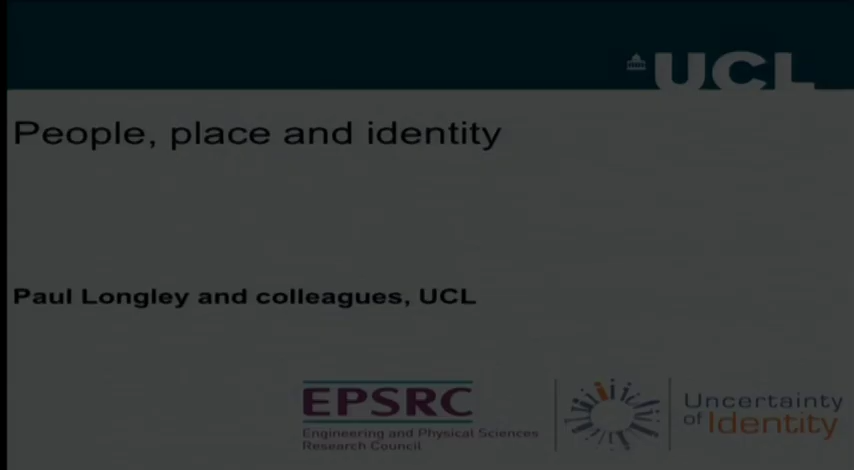 UCL
People, place and identity
Paul Longley and colleagues, UCL
EPSRC
Engineering and Physical Sciences
Research Council
Uncertainty
of Identity